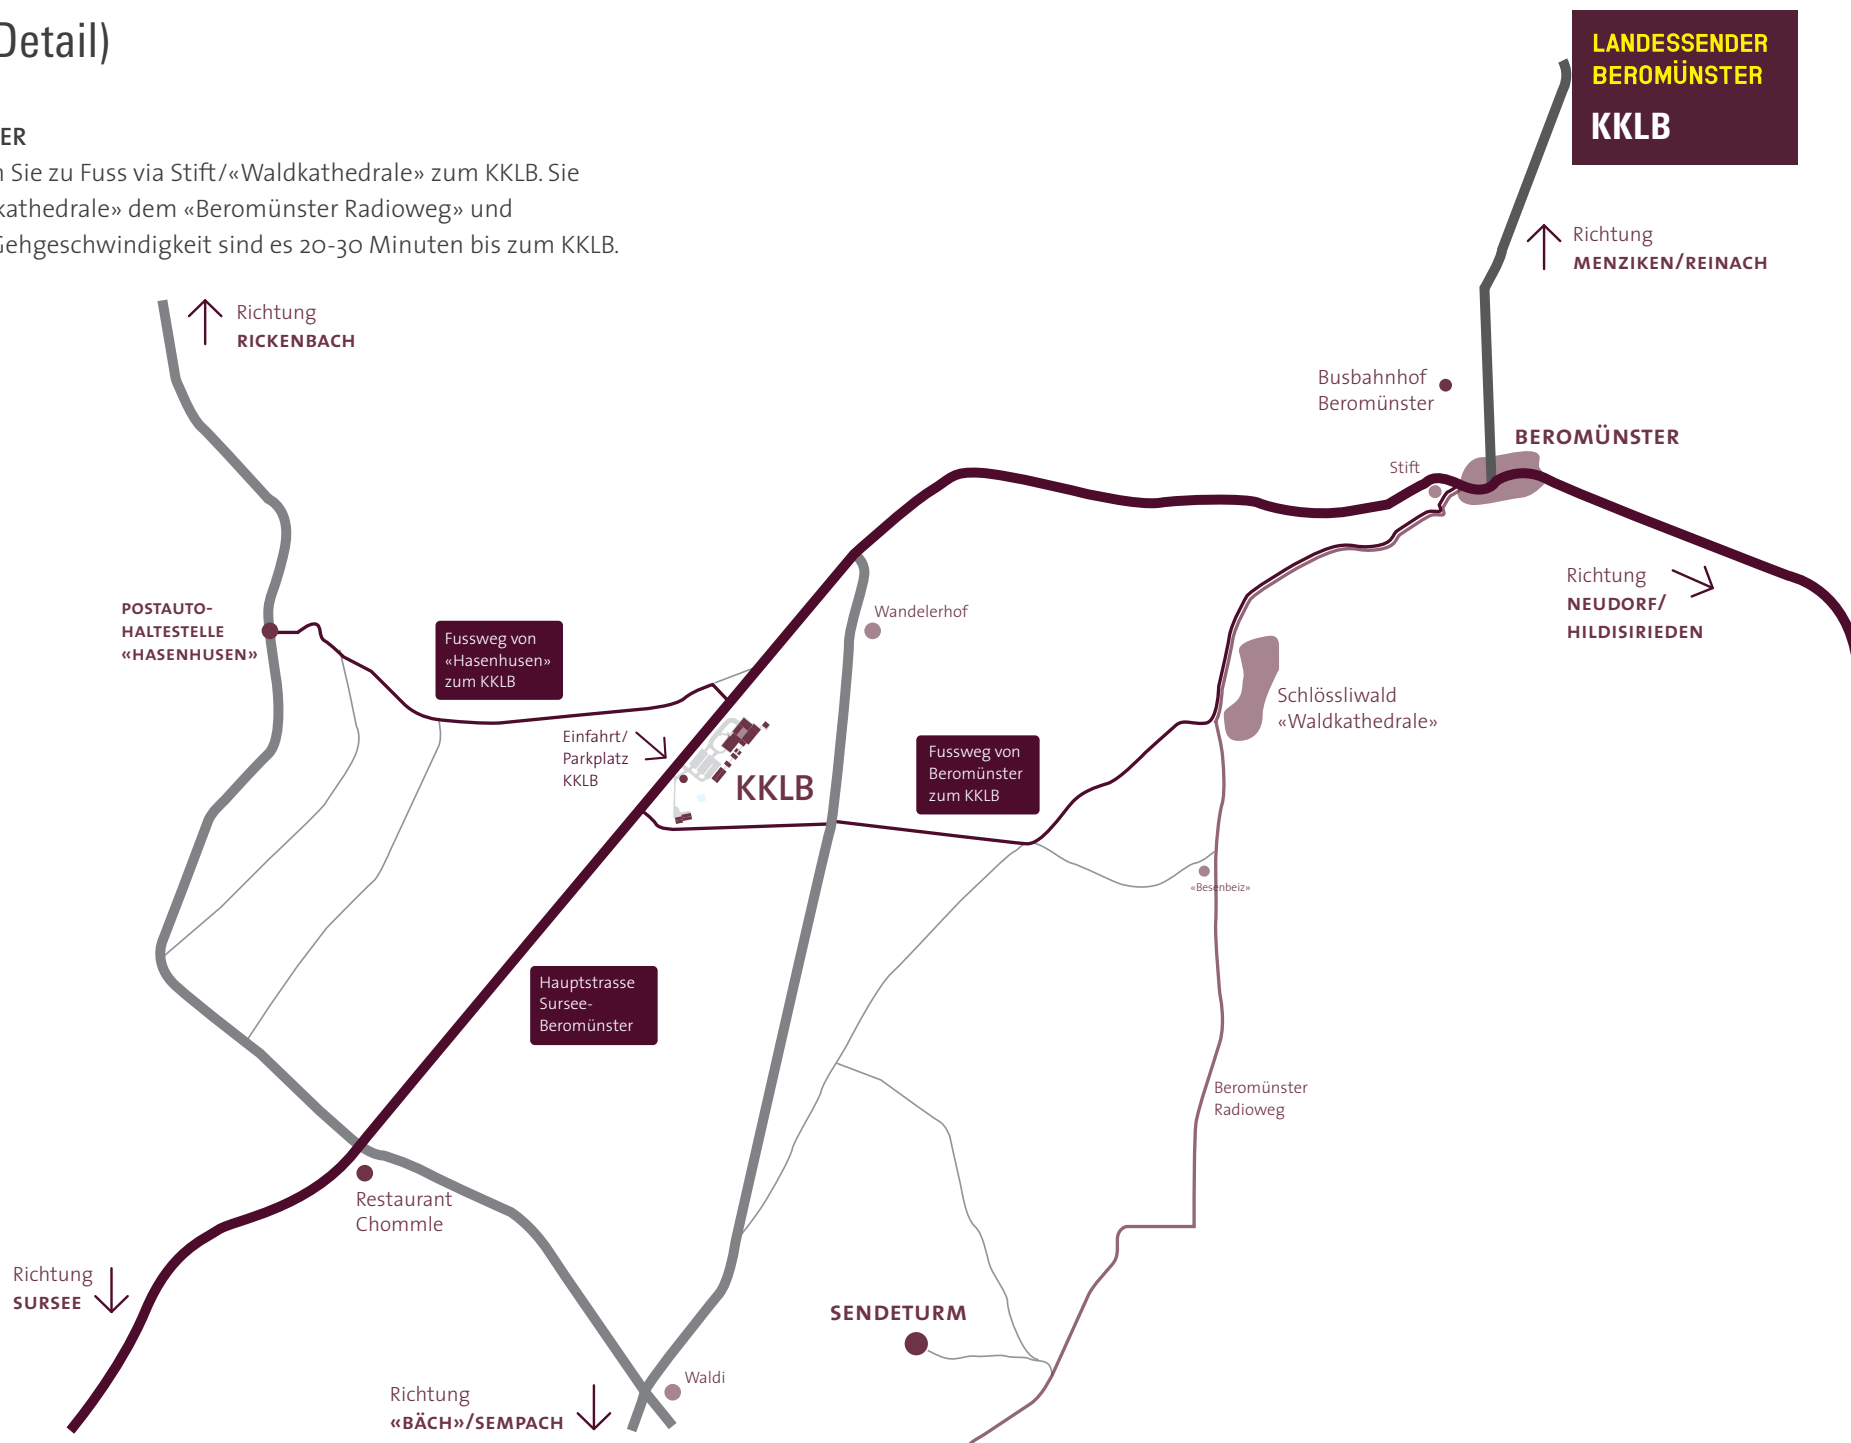 Detail)
LANDESSENDER
BEROMÜNSTER
KKLB
ER
Sie zu Fuss via Stift/«Waldkathedrale» zum KKLB. Sie
kathedrale» dem «Beromünster Radioweg» und
Gehgeschwindigkeit sind es 20-30 Minuten bis zum KKLB.
Richtung
MENZIKEN/REINACH
Richtung
RICKENBACH
Busbahnhof
Beromünster
BEROMÜNSTER
Stift
Richtung
NEUDORF/
HILDISIRIEDEN
POSTAUTO-
HALTESTELLE
«HASENHUSEN»
Fussweg von
«Hasenhusen»
zum KKLB
Wandelerhof
Schlössliwald
«Waldkathedrale»
Einfahrt/
Parkplatz
KKLB
KKLB
Fussweg von
Beromünster
zum KKLB
«Besenbeiz»
Hauptstrasse
Sursee-
Beromünster
Beromünster
Radioweg
Restaurant
Chommle
Richtung
SURSEE
SENDETURM
Waldi
Richtung
«BÄCH»/SEMPACH